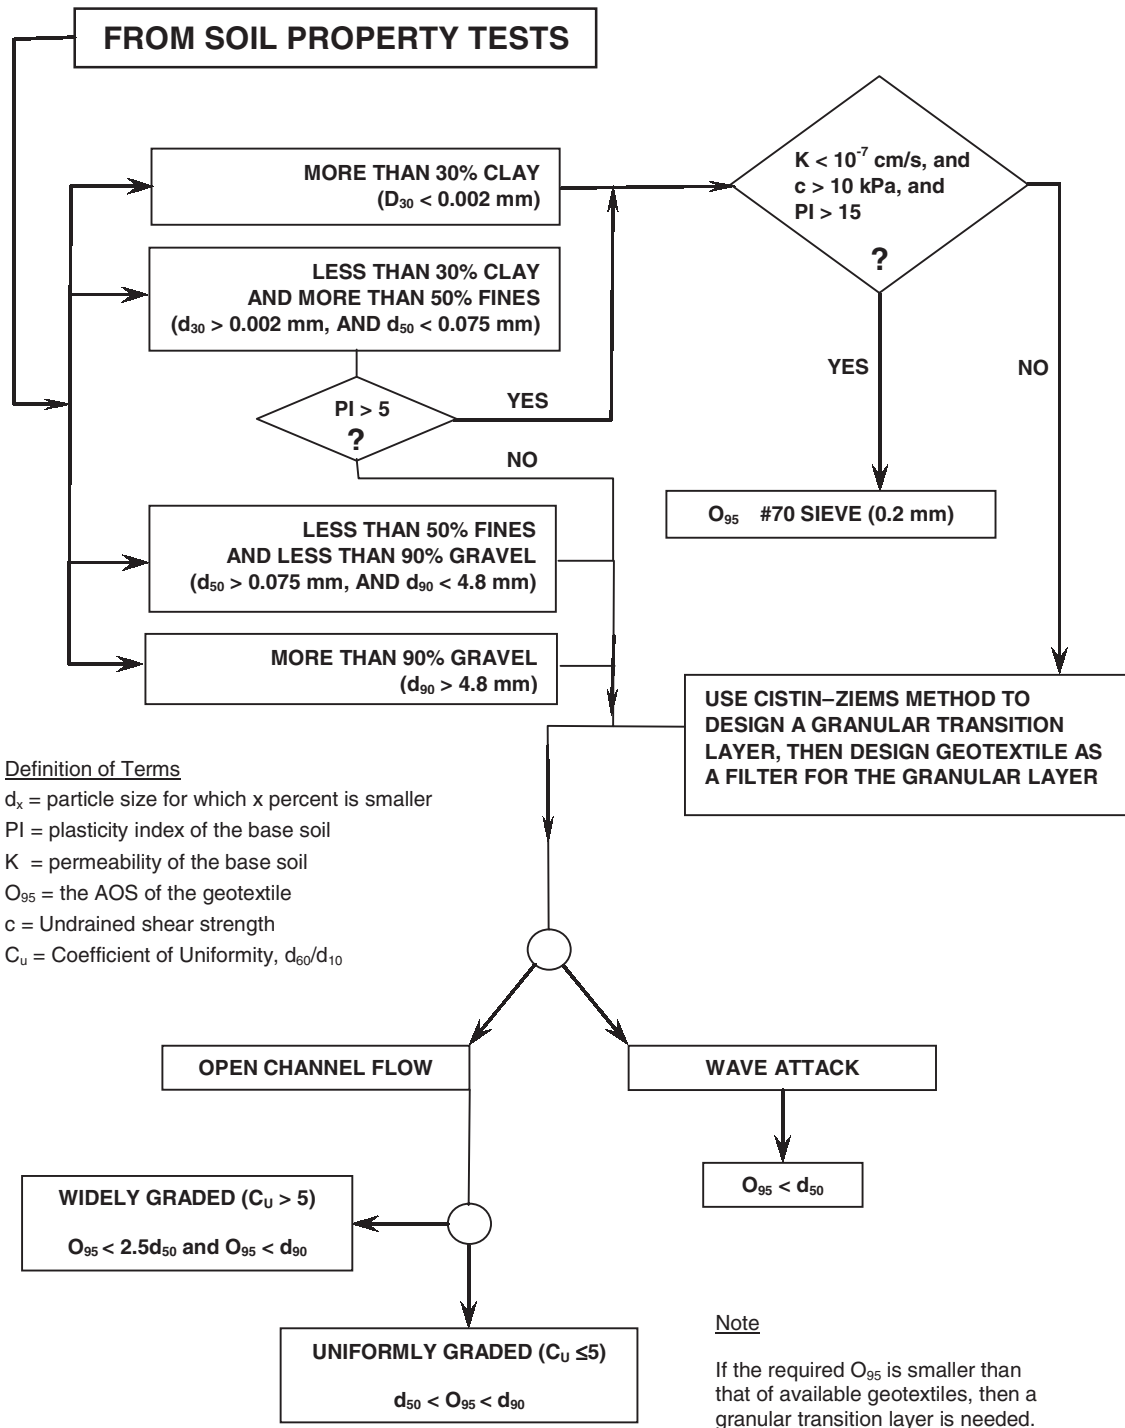 FROM SOIL PROPERTY TESTS
MORE THAN 30% CLAY
(D₃₀ < 0.002 mm)
K < 10⁻⁷ cm/s, and
c > 10 kPa, and
PI > 15
?
LESS THAN 30% CLAY
AND MORE THAN 50% FINES
(d₃₀ > 0.002 mm, AND d₅₀ < 0.075 mm)
YES
NO
PI > 5
?
YES
NO
O₉₅ #70 SIEVE (0.2 mm)
LESS THAN 50% FINES
AND LESS THAN 90% GRAVEL
(d₅₀ > 0.075 mm, AND d₉₀ < 4.8 mm)
MORE THAN 90% GRAVEL
(d₉₀ > 4.8 mm)
USE CISTIN–ZIEMS METHOD TO
DESIGN A GRANULAR TRANSITION
LAYER, THEN DESIGN GEOTEXTILE AS
A FILTER FOR THE GRANULAR LAYER
Definition of Terms
dₓ = particle size for which x percent is smaller
PI = plasticity index of the base soil
K = permeability of the base soil
O₉₅ = the AOS of the geotextile
c = Undrained shear strength
Cᵤ = Coefficient of Uniformity, d₆₀/d₁₀
OPEN CHANNEL FLOW
WAVE ATTACK
O₉₅ < d₅₀
WIDELY GRADED (C_U > 5)
O₉₅ < 2.5d₅₀ and O₉₅ < d₉₀
UNIFORMLY GRADED (C_U ≤5)
d₅₀ < O₉₅ < d₉₀
Note
If the required O₉₅ is smaller than
that of available geotextiles, then a
granular transition layer is needed.